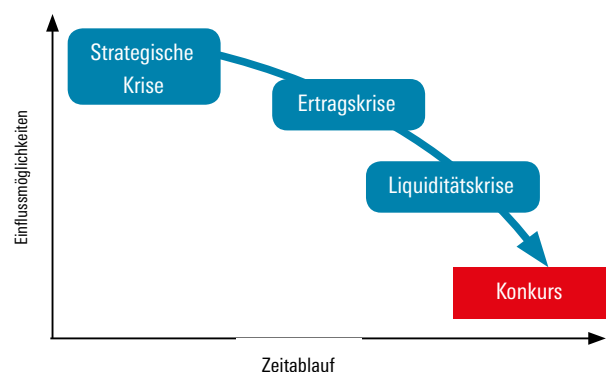 Strategische
Krise
Ertragskrise
Liquiditätskrise
Konkurs
Einflussmöglichkeiten
Zeitablauf